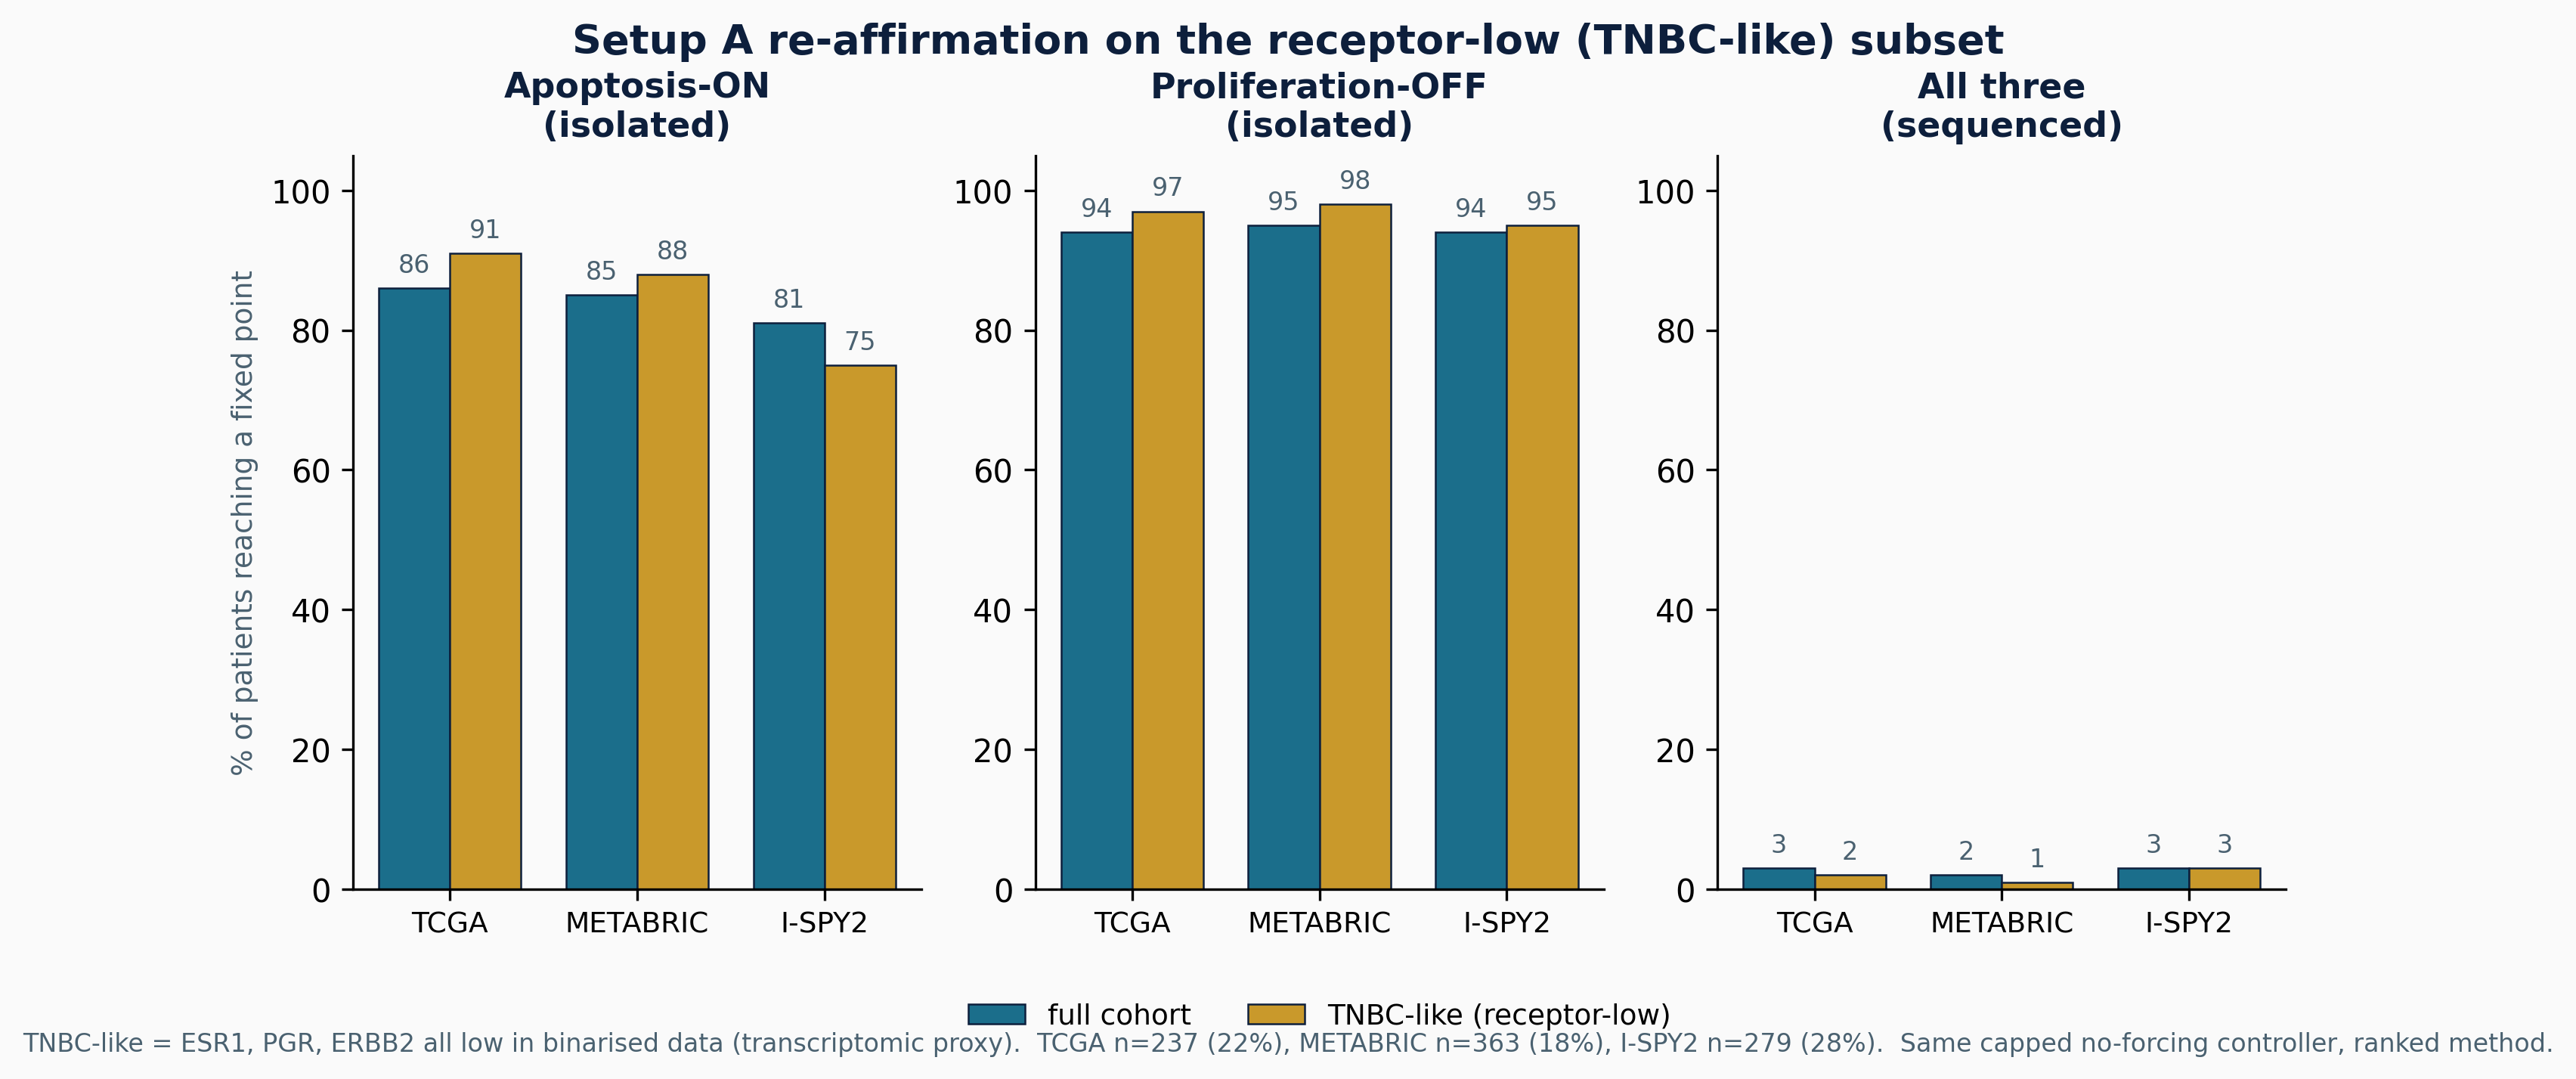 Setup A re-affirmation on the receptor-low (TNBC-like) subset
Apoptosis-ON
(isolated)
% of patients reaching a fixed point
100
80
60
40
20
0
86
91
85
88
81
75
TCGA
METABRIC
I-SPY2
Proliferation-OFF
(isolated)
100
80
60
40
20
0
94
97
95
98
94
95
TCGA
METABRIC
I-SPY2
All three
(sequenced)
100
80
60
40
20
0
3
2
2
1
3
3
TCGA
METABRIC
I-SPY2
full cohort
TNBC-like (receptor-low)
TNBC-like = ESR1, PGR, ERBB2 all low in binarised data (transcriptomic proxy).  TCGA n=237 (22%), METABRIC n=363 (18%), I-SPY2 n=279 (28%).  Same capped no-forcing controller, ranked method.